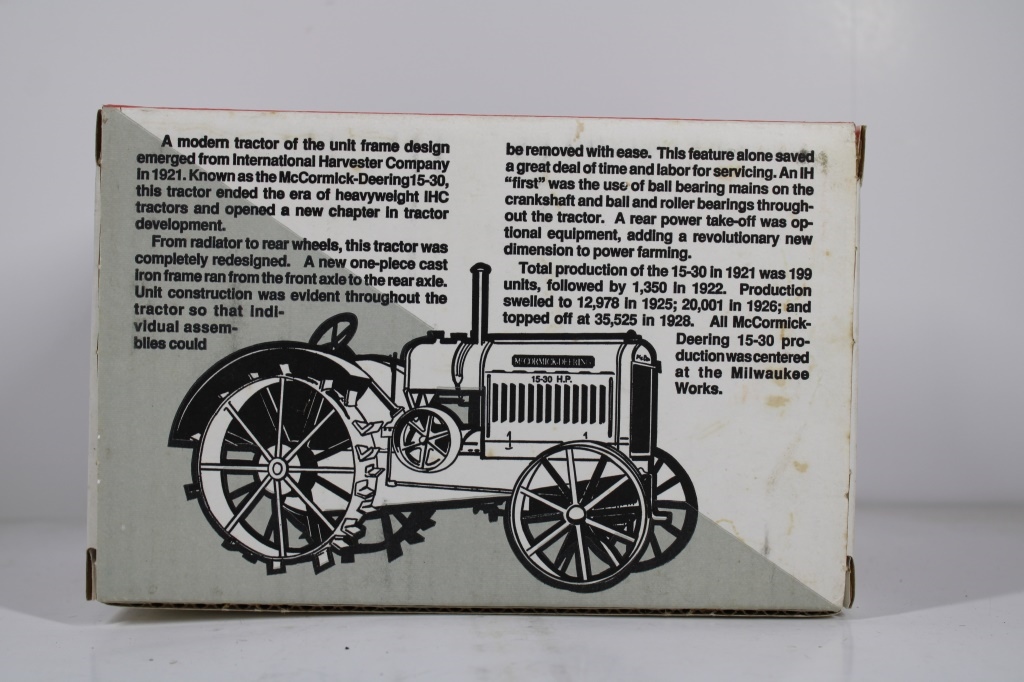 A modern tractor of the unit frame design
emerged from International Harvester Company
in 1921. Known as the McCormick-Deering15-30,
this tractor ended the era of heavyweight IHC
tractors and opened a new chapter in tractor
development.
From radiator to rear wheels, this tractor was
completely redesigned. A new one-piece cast
iron frame ran from the front axle to the rear axle.
Unit construction was evident throughout the
tractor so that indi-
vidual assem-
blies could
be removed with ease. This feature alone saved
a great deal of time and labor for servicing. An IH
"first" was the use of ball bearing mains on the
crankshaft and ball and roller bearings through-
out the tractor. A rear power take-off was op-
tional equipment, adding a revolutionary new
dimension to power farming.
Total production of the 15-30 in 1921 was 199
units, followed by 1,350 in 1922. Production
swelled to 12,978 in 1925; 20,001 in 1926; and
topped off at 35,525 in 1928. All McCormick-
Deering 15-30 pro-
duction was centered
at the Milwaukee
Works.
McCORMICK-DEERING
15-30 H.P.